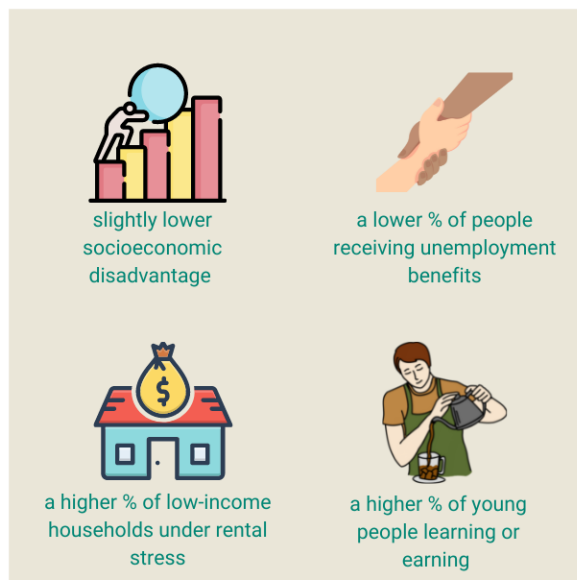 slightly lower
socioeconomic
disadvantage
a lower % of people
receiving unemployment
benefits
$
a higher % of low-income
households under rental
stress
a higher % of young
people learning or
earning